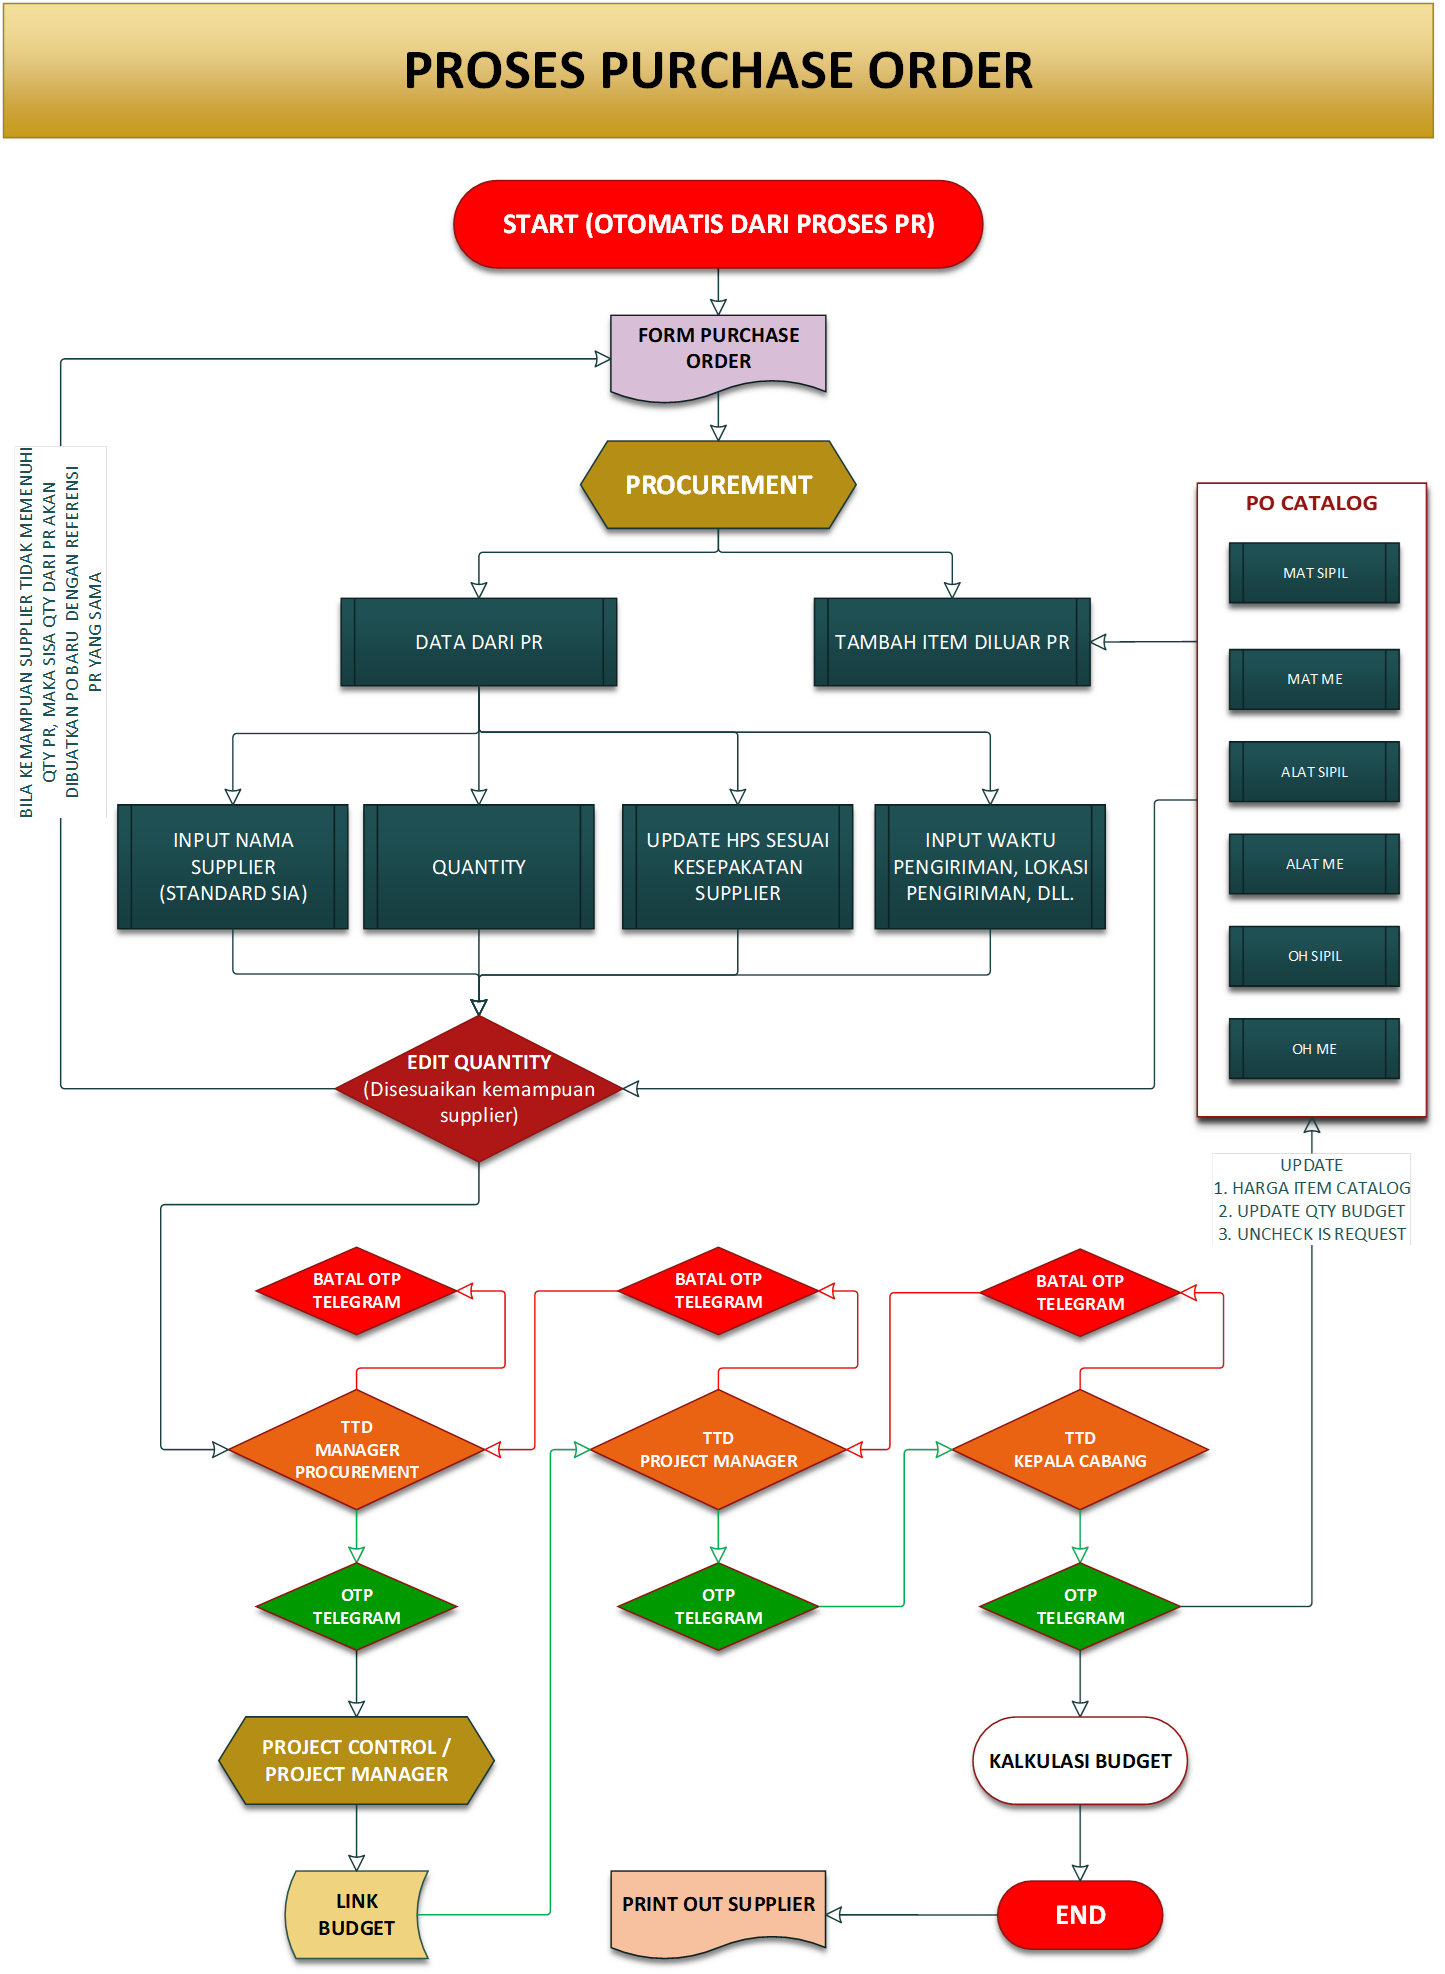 PROSES PURCHASE ORDER
START (OTOMATIS DARI PROSES PR)
FORM PURCHASE
ORDER
PROCUREMENT
BILA KEMAMPUAN SUPPLIER TIDAK MEMENUHI
QTY PR, MAKA SISA QTY DARI PR AKAN
DIBUATKAN PO BARU DENGAN REFERENSI
PR YANG SAMA
DATA DARI PR
TAMBAH ITEM DILUAR PR
PO CATALOG
MAT SIPIL
MAT ME
ALAT SIPIL
ALAT ME
OH SIPIL
OH ME
INPUT NAMA
SUPPLIER
(STANDARD SIA)
QUANTITY
UPDATE HPS SESUAI
KESEPAKATAN
SUPPLIER
INPUT WAKTU
PENGIRIMAN, LOKASI
PENGIRIMAN, DLL.
EDIT QUANTITY
(Disesuaikan kemampuan
supplier)
UPDATE
1. HARGA ITEM CATALOG
2. UPDATE QTY BUDGET
3. UNCHECK IS REQUEST
BATAL OTP
TELEGRAM
BATAL OTP
TELEGRAM
BATAL OTP
TELEGRAM
TTD
MANAGER
PROCUREMENT
TTD
PROJECT MANAGER
TTD
KEPALA CABANG
OTP
TELEGRAM
OTP
TELEGRAM
OTP
TELEGRAM
PROJECT CONTROL /
PROJECT MANAGER
KALKULASI BUDGET
LINK
BUDGET
PRINT OUT SUPPLIER
END